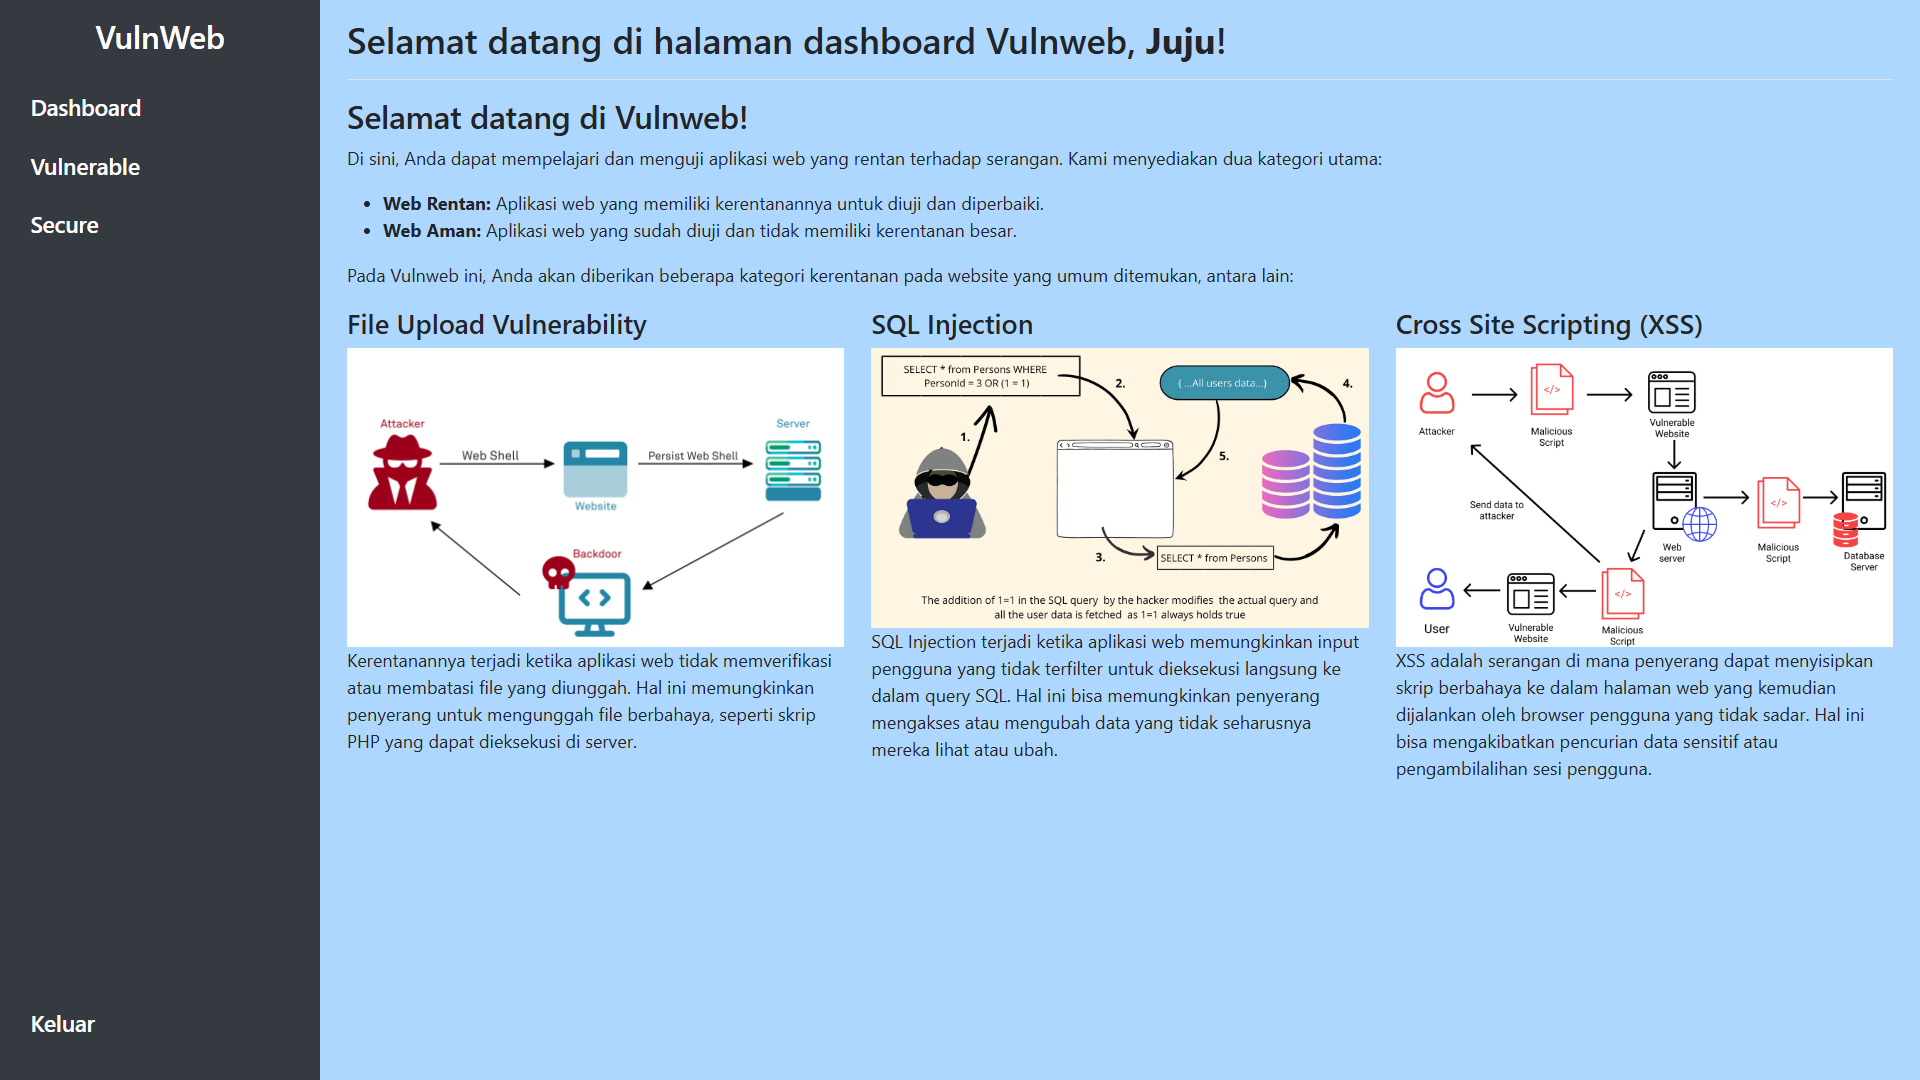 VulnWeb
Dashboard
Vulnerable
Secure
Keluar
Selamat datang di halaman dashboard Vulnweb, Juju!
Selamat datang di Vulnweb!
Di sini, Anda dapat mempelajari dan menguji aplikasi web yang rentan terhadap serangan. Kami menyediakan dua kategori utama:
• Web Rentan: Aplikasi web yang memiliki kerentanannya untuk diuji dan diperbaiki.
• Web Aman: Aplikasi web yang sudah diuji dan tidak memiliki kerentanan besar.
Pada Vulnweb ini, Anda akan diberikan beberapa kategori kerentanan pada website yang umum ditemukan, antara lain:
File Upload Vulnerability
Attacker
Server
Web Shell
Persist Web Shell
Website
Backdoor
Kerentanannya terjadi ketika aplikasi web tidak memverifikasi
atau membatasi file yang diunggah. Hal ini memungkinkan
penyerang untuk mengunggah file berbahaya, seperti skrip
PHP yang dapat dieksekusi di server.
SQL Injection
SELECT * from Persons WHERE
PersonId = 3 OR (1 = 1)
2.
{ ...All users data...}
4.
1.
5.
3.
SELECT * from Persons
The addition of 1=1 in the SQL query by the hacker modifies the actual query and
all the user data is fetched as 1=1 always holds true
SQL Injection terjadi ketika aplikasi web memungkinkan input
pengguna yang tidak terfilter untuk dieksekusi langsung ke
dalam query SQL. Hal ini bisa memungkinkan penyerang
mengakses atau mengubah data yang tidak seharusnya
mereka lihat atau ubah.
Cross Site Scripting (XSS)
</>
Attacker
Malicious
Script
Vulnerable
Website
Send data to
attacker
</>
Web
server
Malicious
Script
Database
Server
</>
User
Vulnerable
Website
Malicious
Script
XSS adalah serangan di mana penyerang dapat menyisipkan
skrip berbahaya ke dalam halaman web yang kemudian
dijalankan oleh browser pengguna yang tidak sadar. Hal ini
bisa mengakibatkan pencurian data sensitif atau
pengambilalihan sesi pengguna.